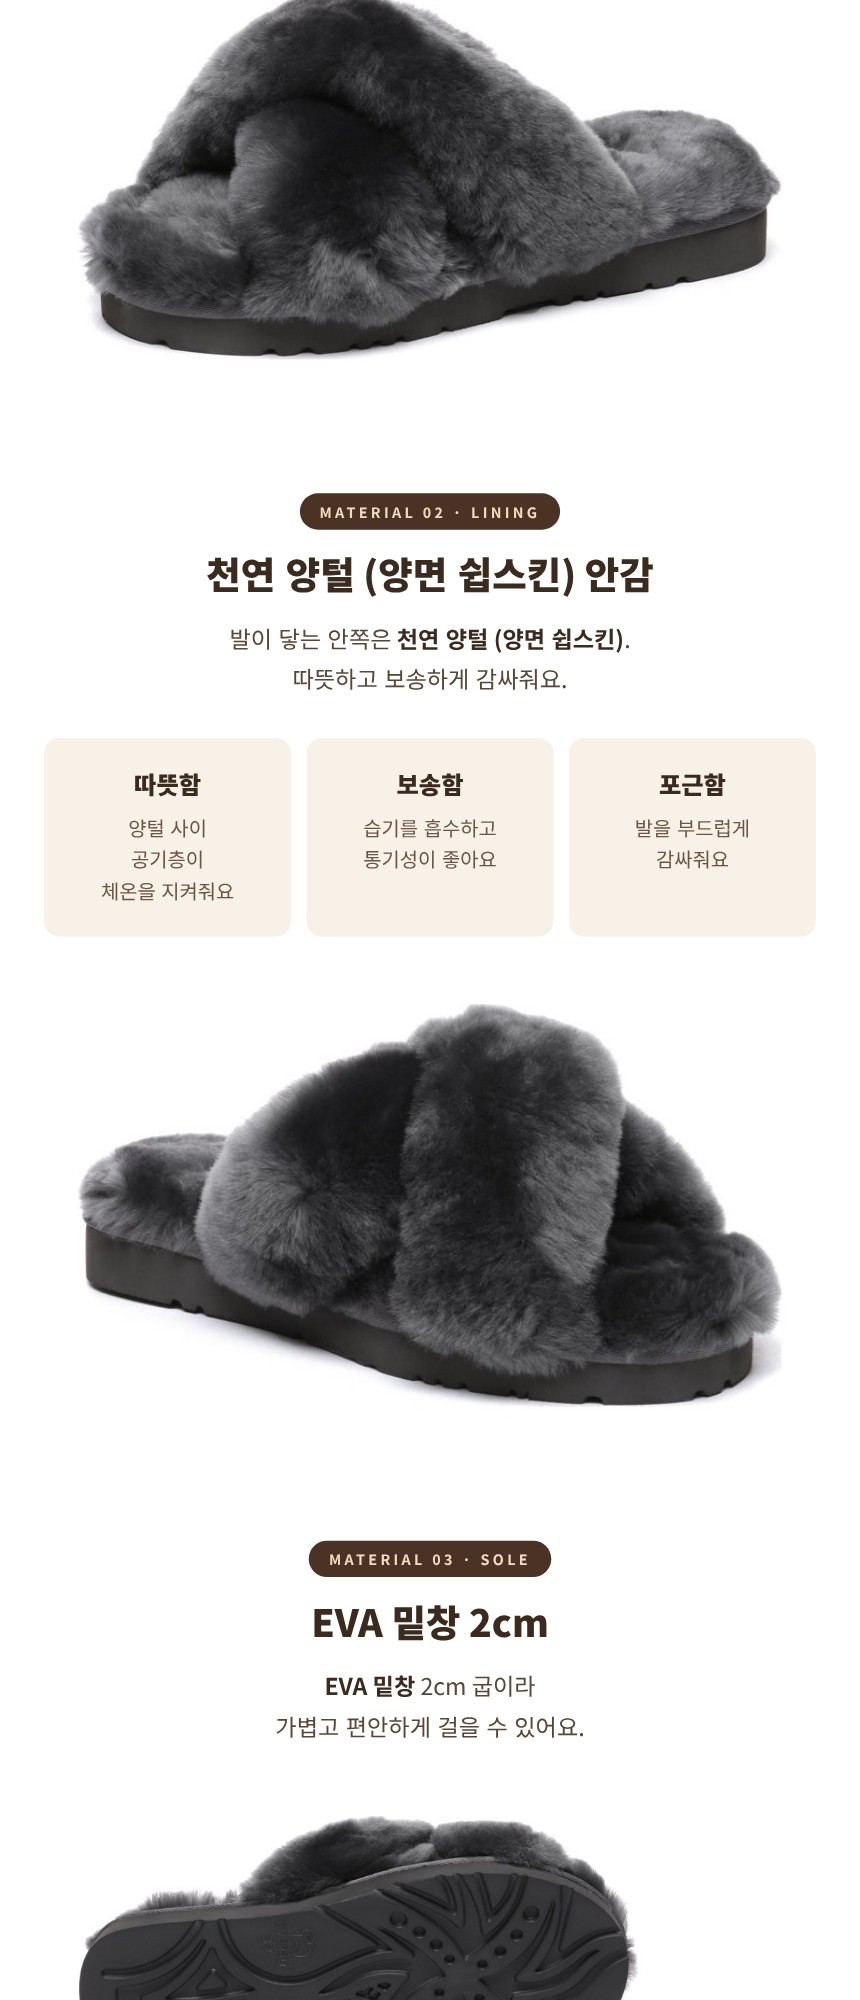 MATERIAL 02 · LINING
천연 양털 (양면 쉽스킨) 안감
발이 닿는 안쪽은 천연 양털 (양면 쉽스킨).
따뜻하고 보송하게 감싸줘요.
따뜻함
양털 사이
공기층이
체온을 지켜줘요
보송함
습기를 흡수하고
통기성이 좋아요
포근함
발을 부드럽게
감싸줘요
MATERIAL 03 · SOLE
EVA 밑창 2cm
EVA 밑창 2cm 굽이라
가볍고 편안하게 걸을 수 있어요.